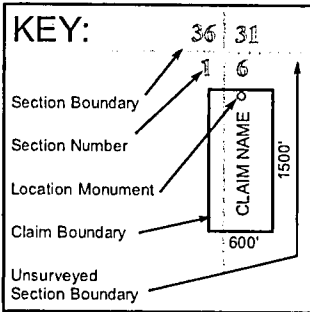 KEY:
36 31
1 6
Section Boundary
Section Number
Location Monument
Claim Boundary
Unsurveyed
Section Boundary
CLAIM NAME
1500'
600'